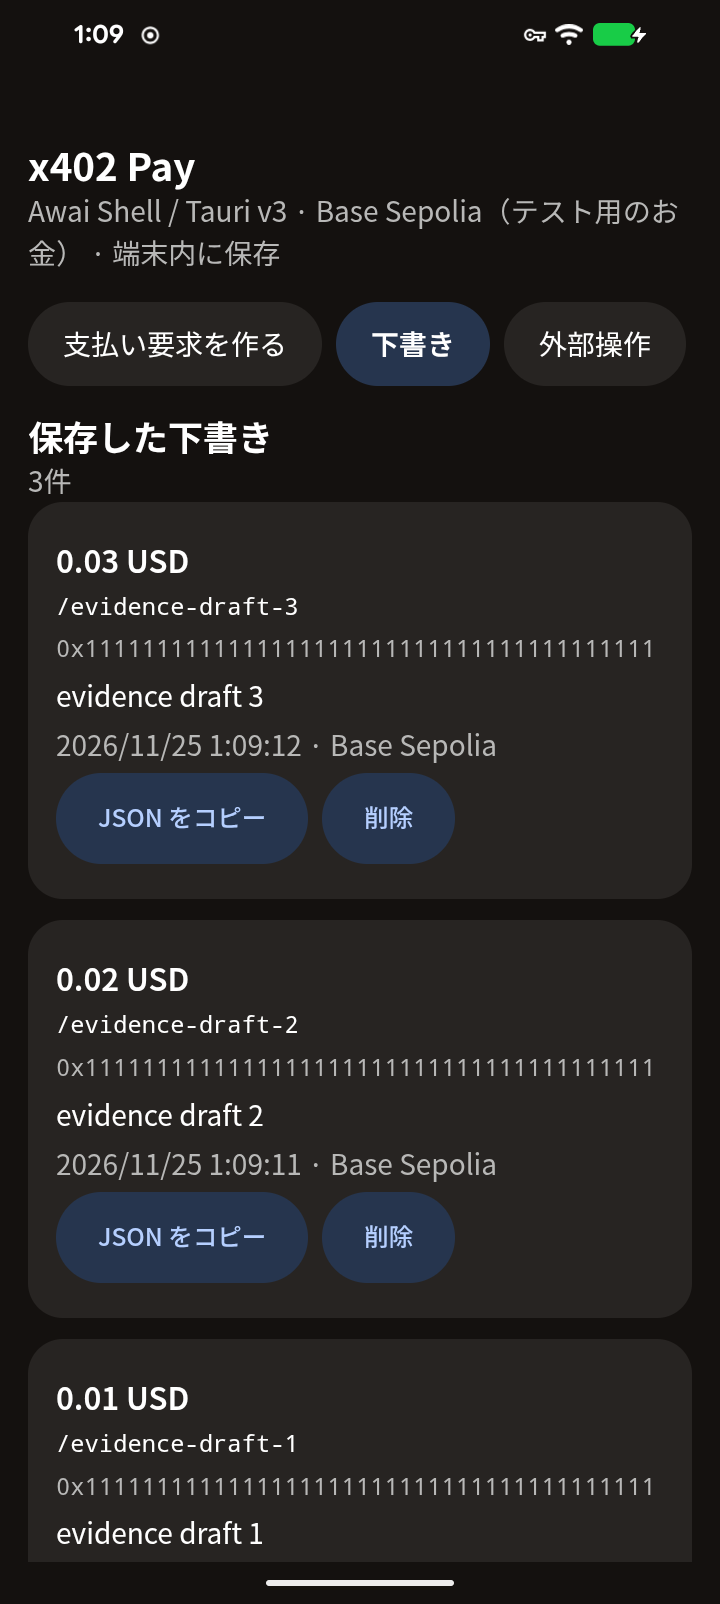 1:09
x402 Pay
Awai Shell / Tauri v3 · Base Sepolia（テスト用のお
金） · 端末内に保存
支払い要求を作る 下書き 外部操作
保存した下書き
3件
0.03 USD
/evidence-draft-3
0x1111111111111111111111111111111111111111
evidence draft 3
2026/11/25 1:09:12 · Base Sepolia
JSON をコピー 削除
0.02 USD
/evidence-draft-2
0x1111111111111111111111111111111111111111
evidence draft 2
2026/11/25 1:09:11 · Base Sepolia
JSON をコピー 削除
0.01 USD
/evidence-draft-1
0x1111111111111111111111111111111111111111
evidence draft 1